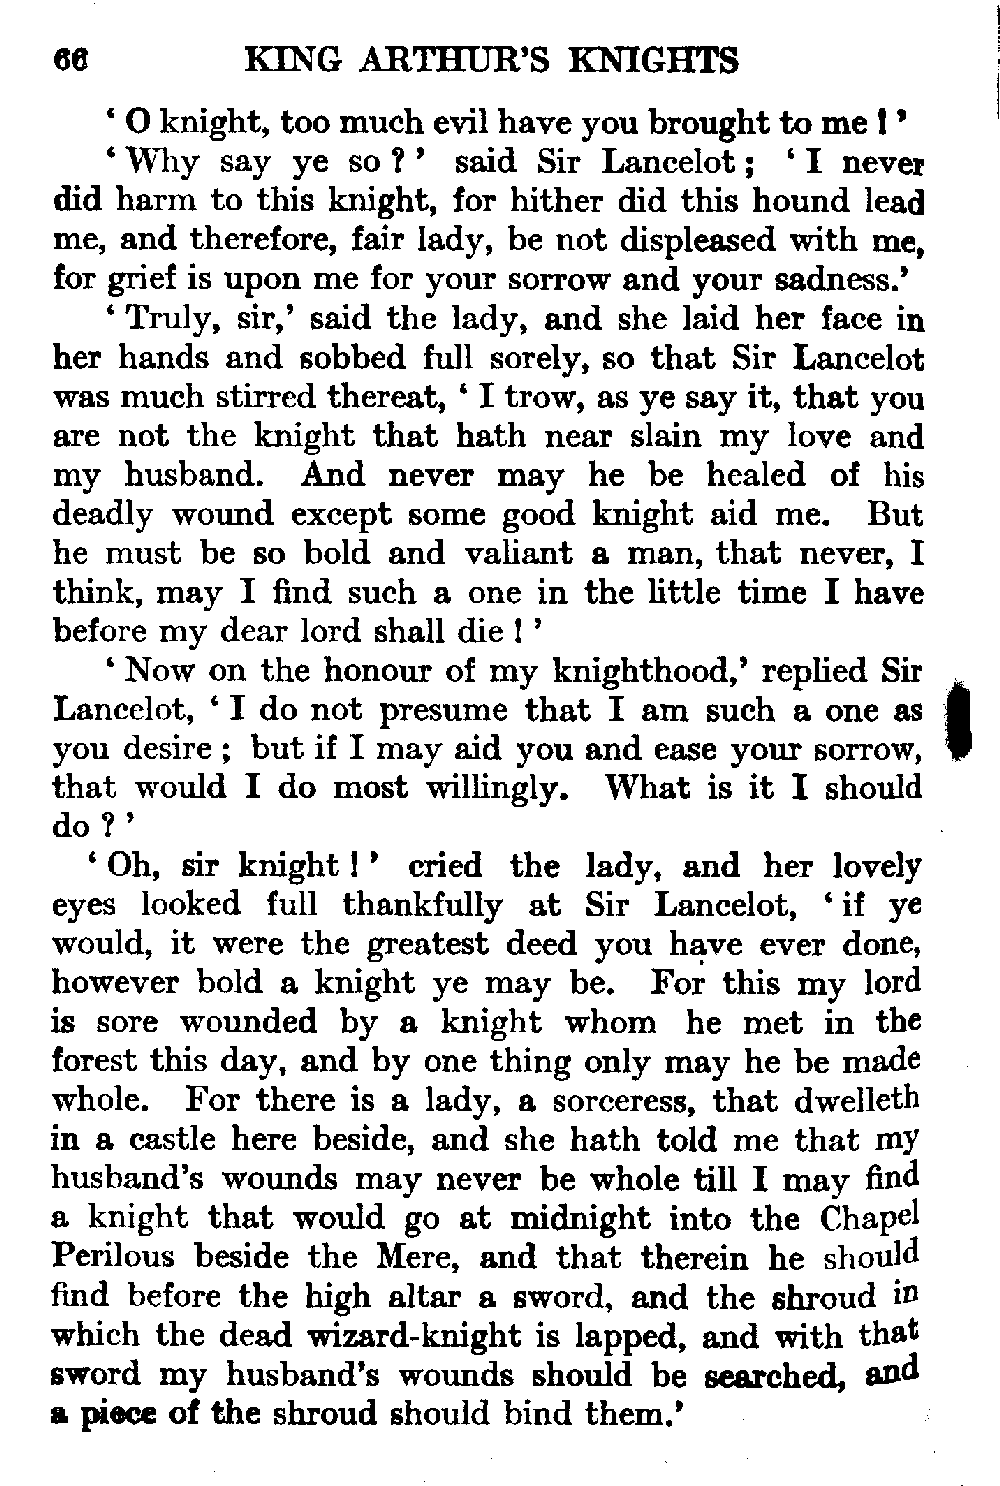 66 KING ARTHUR'S KNIGHTS
‘ O knight, too much evil have you brought to me ! ’
‘ Why say ye so ? ’ said Sir Lancelot ; ‘ I never
did harm to this knight, for hither did this hound lead
me, and therefore, fair lady, be not displeased with me,
for grief is upon me for your sorrow and your sadness.’
‘ Truly, sir,’ said the lady, and she laid her face in
her hands and sobbed full sorely, so that Sir Lancelot
was much stirred thereat, ‘ I trow, as ye say it, that you
are not the knight that hath near slain my love and
my husband. And never may he be healed of his
deadly wound except some good knight aid me. But
he must be so bold and valiant a man, that never, I
think, may I find such a one in the little time I have
before my dear lord shall die ! ’
‘ Now on the honour of my knighthood,’ replied Sir
Lancelot, ‘ I do not presume that I am such a one as
you desire ; but if I may aid you and ease your sorrow,
that would I do most willingly. What is it I should
do ? ’
‘ Oh, sir knight ! ’ cried the lady, and her lovely
eyes looked full thankfully at Sir Lancelot, ‘ if ye
would, it were the greatest deed you have ever done,
however bold a knight ye may be. For this my lord
is sore wounded by a knight whom he met in the
forest this day, and by one thing only may he be made
whole. For there is a lady, a sorceress, that dwelleth
in a castle here beside, and she hath told me that my
husband's wounds may never be whole till I may find
a knight that would go at midnight into the Chapel
Perilous beside the Mere, and that therein he should
find before the high altar a sword, and the shroud in
which the dead wizard-knight is lapped, and with that
sword my husband's wounds should be searched, and
a piece of the shroud should bind them.’